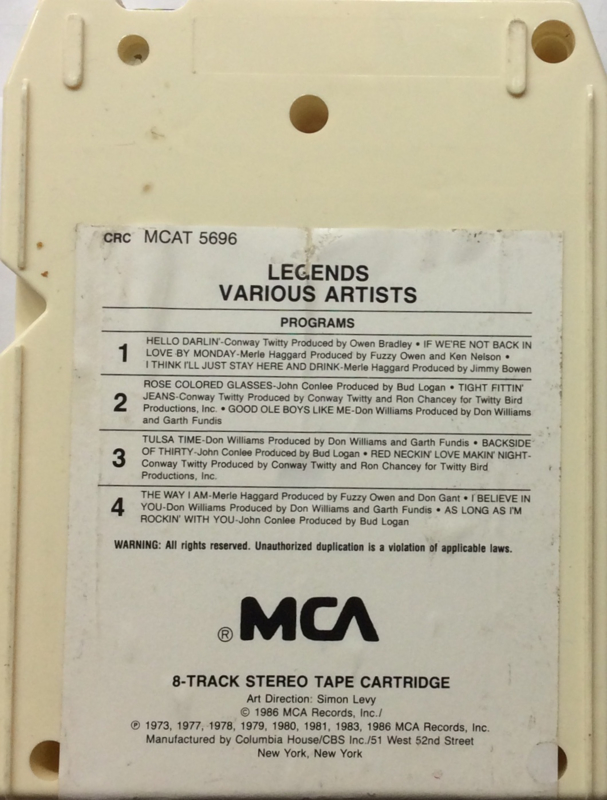 CRC MCAT 5696
LEGENDS
VARIOUS ARTISTS
PROGRAMS
1 HELLO DARLIN'-Conway Twitty Produced by Owen Bradley • IF WE'RE NOT BACK IN
LOVE BY MONDAY-Merle Haggard Produced by Fuzzy Owen and Ken Nelson •
I THINK I'LL JUST STAY HERE AND DRINK-Merle Haggard Produced by Jimmy Bowen
2 ROSE COLORED GLASSES-John Conlee Produced by Bud Logan • TIGHT FITTIN'
JEANS-Conway Twitty Produced by Conway Twitty and Ron Chancey for Twitty Bird
Productions, Inc. • GOOD OLE BOYS LIKE ME-Don Williams Produced by Don Williams
and Garth Fundis
3 TULSA TIME-Don Williams Produced by Don Williams and Garth Fundis • BACKSIDE
OF THIRTY-John Conlee Produced by Bud Logan • RED NECKIN' LOVE MAKIN' NIGHT-
Conway Twitty Produced by Conway Twitty and Ron Chancey for Twitty Bird
Productions, Inc.
4 THE WAY I AM-Merle Haggard Produced by Fuzzy Owen and Don Gant • I BELIEVE IN
YOU-Don Williams Produced by Don Williams and Garth Fundis • AS LONG AS I'M
ROCKIN' WITH YOU-John Conlee Produced by Bud Logan
WARNING: All rights reserved. Unauthorized duplication is a violation of applicable laws.
® MCA
8-TRACK STEREO TAPE CARTRIDGE
Art Direction: Simon Levy
© 1986 MCA Records, Inc./
℗ 1973, 1977, 1978, 1979, 1980, 1981, 1983, 1986 MCA Records, Inc.
Manufactured by Columbia House/CBS Inc./51 West 52nd Street
New York, New York